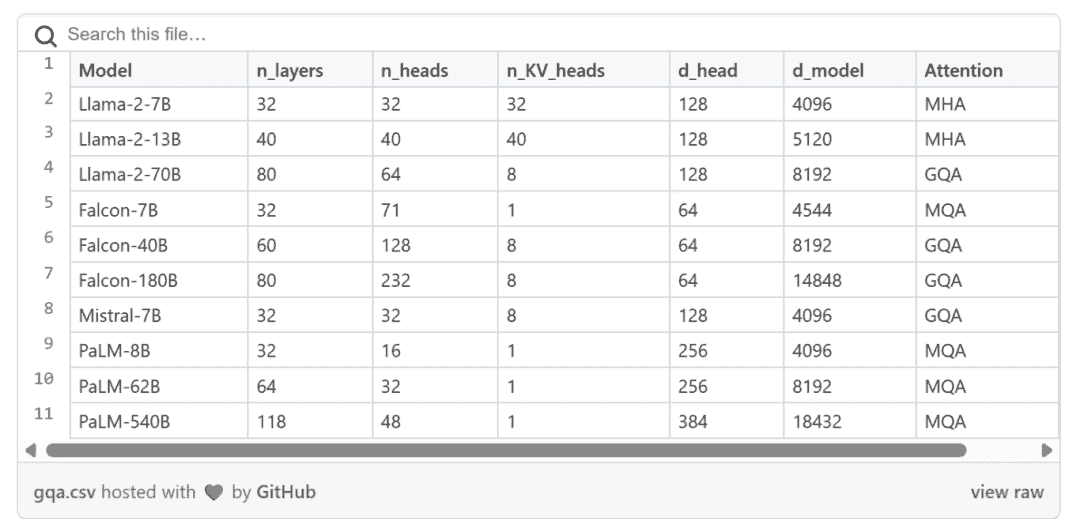 Search this file…
1 Model n_layers n_heads n_KV_heads d_head d_model Attention
2 Llama-2-7B 32 32 32 128 4096 MHA
3 Llama-2-13B 40 40 40 128 5120 MHA
4 Llama-2-70B 80 64 8 128 8192 GQA
5 Falcon-7B 32 71 1 64 4544 MQA
6 Falcon-40B 60 128 8 64 8192 GQA
7 Falcon-180B 80 232 8 64 14848 GQA
8 Mistral-7B 32 32 8 128 4096 GQA
9 PaLM-8B 32 16 1 256 4096 MQA
10 PaLM-62B 64 32 1 256 8192 MQA
11 PaLM-540B 118 48 1 384 18432 MQA
gqa.csv hosted with ❤ by GitHub view raw